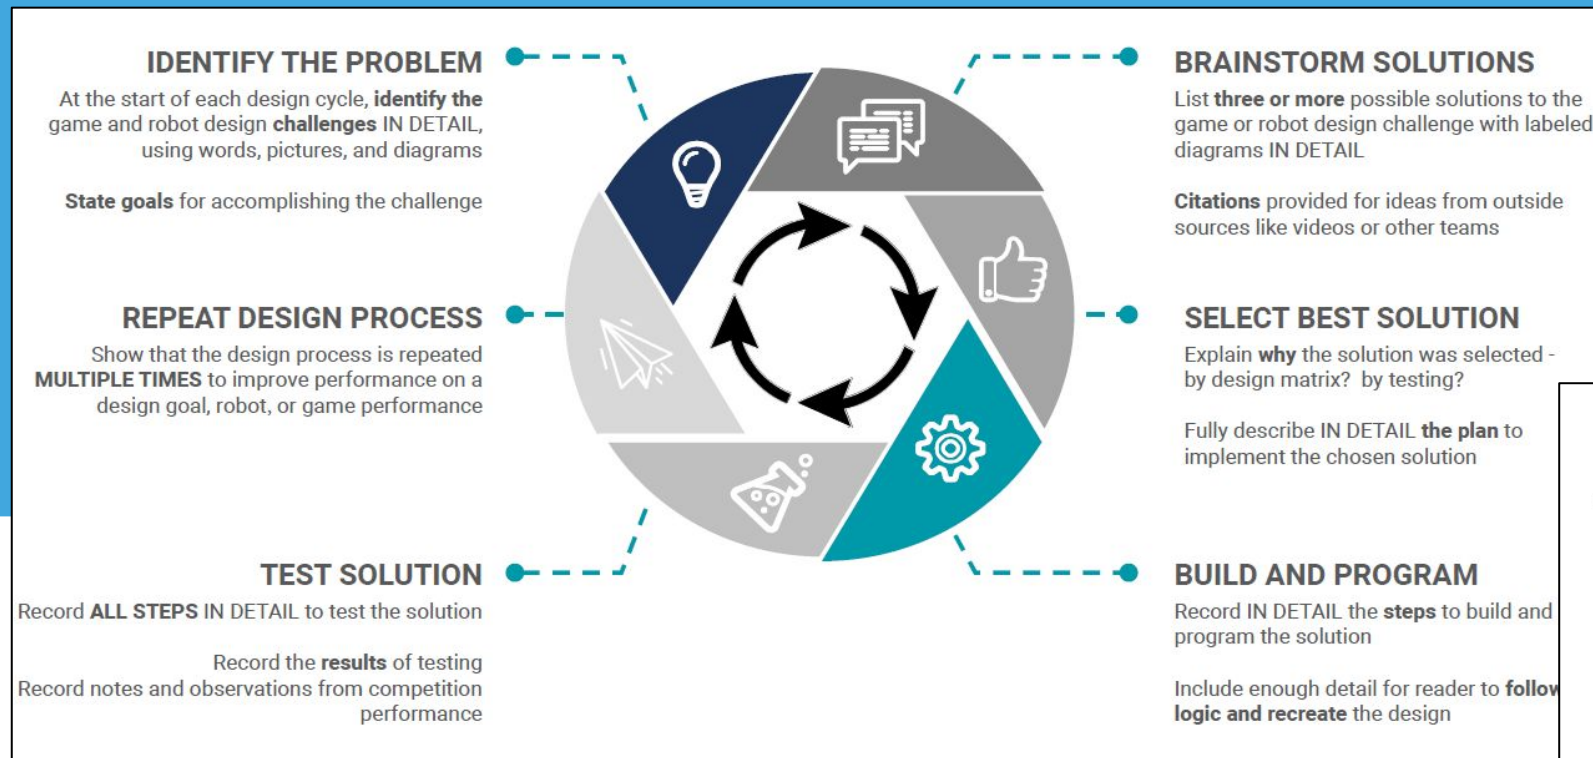 IDENTIFY THE PROBLEM
At the start of each design cycle, identify the
game and robot design challenges IN DETAIL,
using words, pictures, and diagrams
State goals for accomplishing the challenge
BRAINSTORM SOLUTIONS
List three or more possible solutions to the
game or robot design challenge with labeled
diagrams IN DETAIL
Citations provided for ideas from outside
sources like videos or other teams
SELECT BEST SOLUTION
Explain why the solution was selected -
by design matrix? by testing?
Fully describe IN DETAIL the plan to
implement the chosen solution
BUILD AND PROGRAM
Record IN DETAIL the steps to build and
program the solution
Include enough detail for reader to follow
logic and recreate the design
TEST SOLUTION
Record ALL STEPS IN DETAIL to test the solution
Record the results of testing
Record notes and observations from competition
performance
REPEAT DESIGN PROCESS
Show that the design process is repeated
MULTIPLE TIMES to improve performance on a
design goal, robot, or game performance